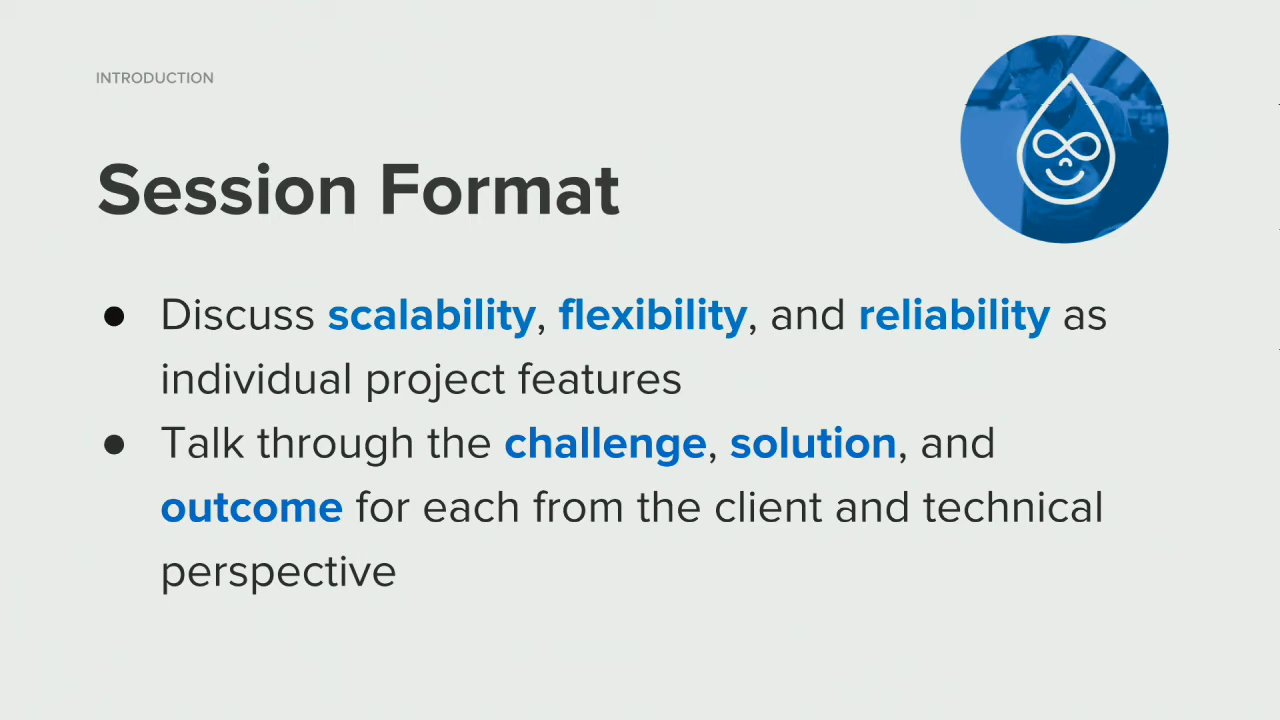 INTRODUCTION
Session Format
● Discuss scalability, flexibility, and reliability as
individual project features
● Talk through the challenge, solution, and
outcome for each from the client and technical
perspective